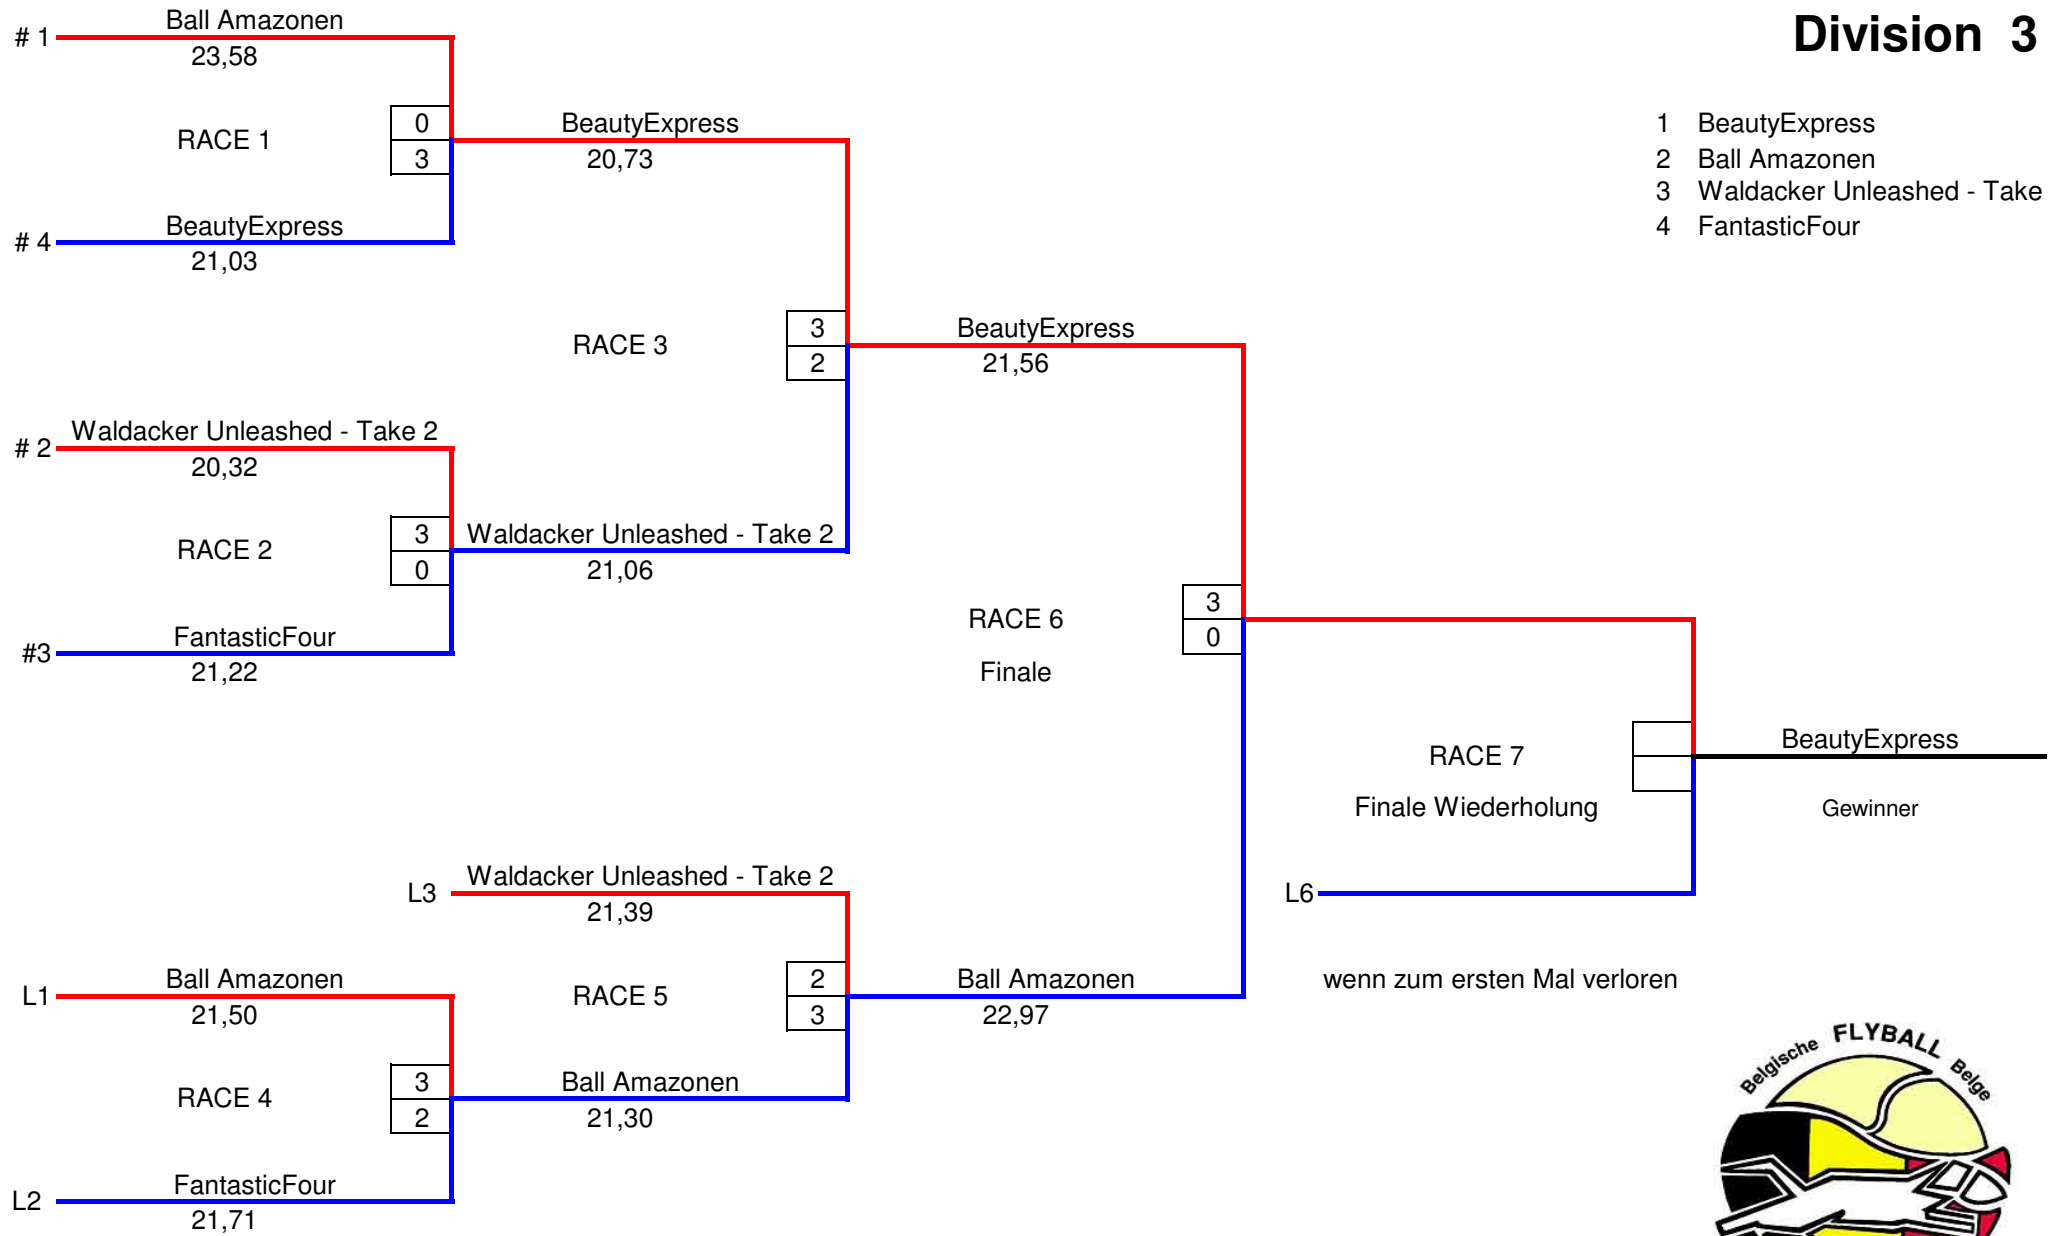 Division 3
1 BeautyExpress
2 Ball Amazonen
3 Waldacker Unleashed - Take
4 FantasticFour
# 1
Ball Amazonen
23,58
RACE 1
0
3
# 4
BeautyExpress
21,03
BeautyExpress
20,73
RACE 3
3
2
# 2
Waldacker Unleashed - Take 2
20,32
RACE 2
3
0
#3
FantasticFour
21,22
Waldacker Unleashed - Take 2
21,06
BeautyExpress
21,56
RACE 6
Finale
3
0
RACE 7
Finale Wiederholung
BeautyExpress
Gewinner
L6
wenn zum ersten Mal verloren
L3
Waldacker Unleashed - Take 2
21,39
RACE 5
2
3
Ball Amazonen
22,97
L1
Ball Amazonen
21,50
RACE 4
3
2
Ball Amazonen
21,30
L2
FantasticFour
21,71
Belgische FLYBALL Belge